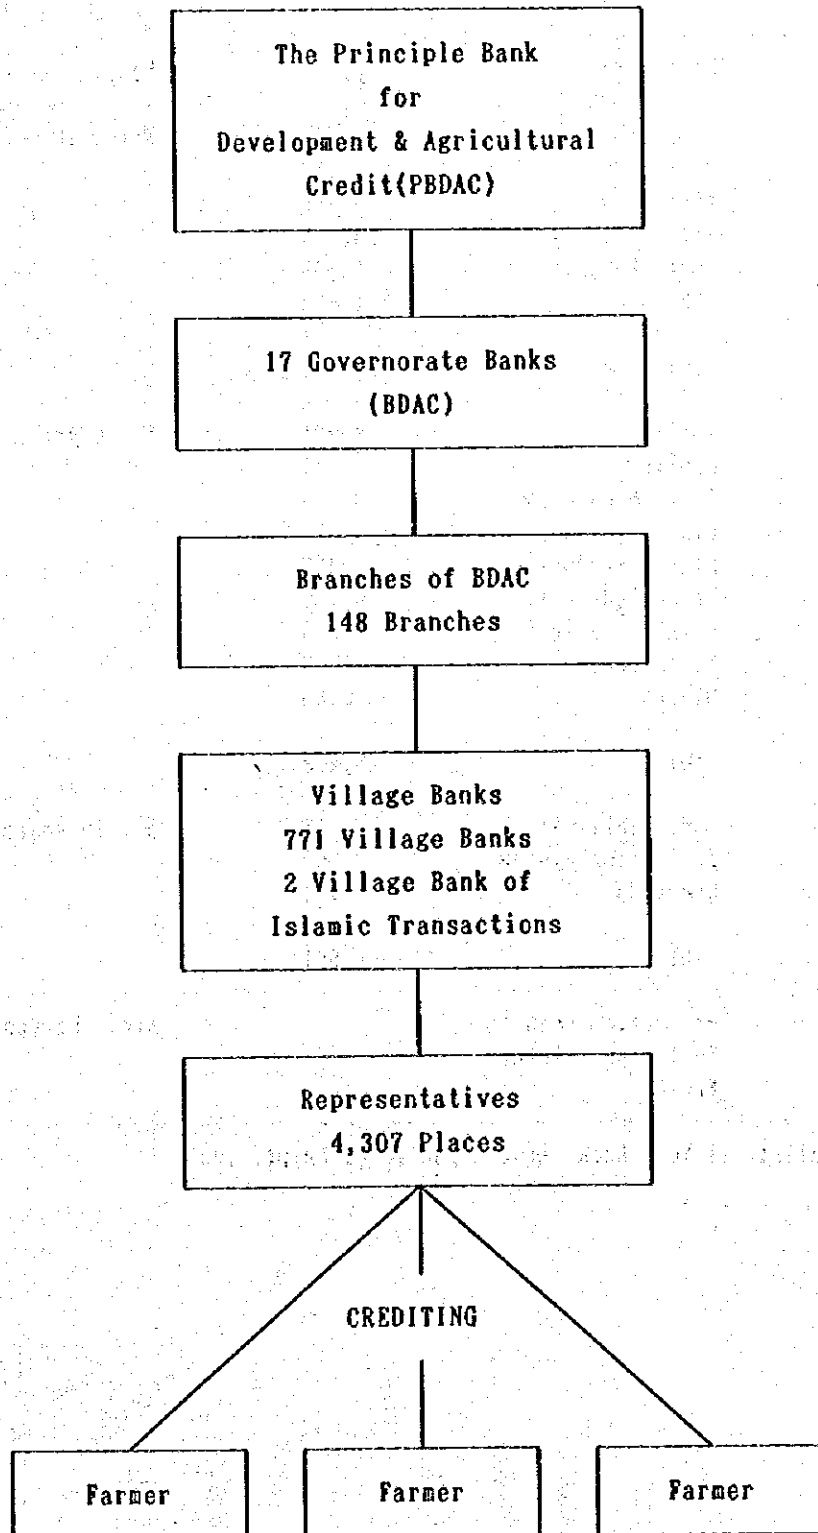 The Principle Bank
for
Development & Agricultural
Credit(PBDAC)
17 Governorate Banks
(BDAC)
Branches of BDAC
148 Branches
Village Banks
771 Village Banks
2 Village Bank of
Islamic Transactions
Representatives
4,307 Places
CREDITING
Farmer
Farmer
Farmer